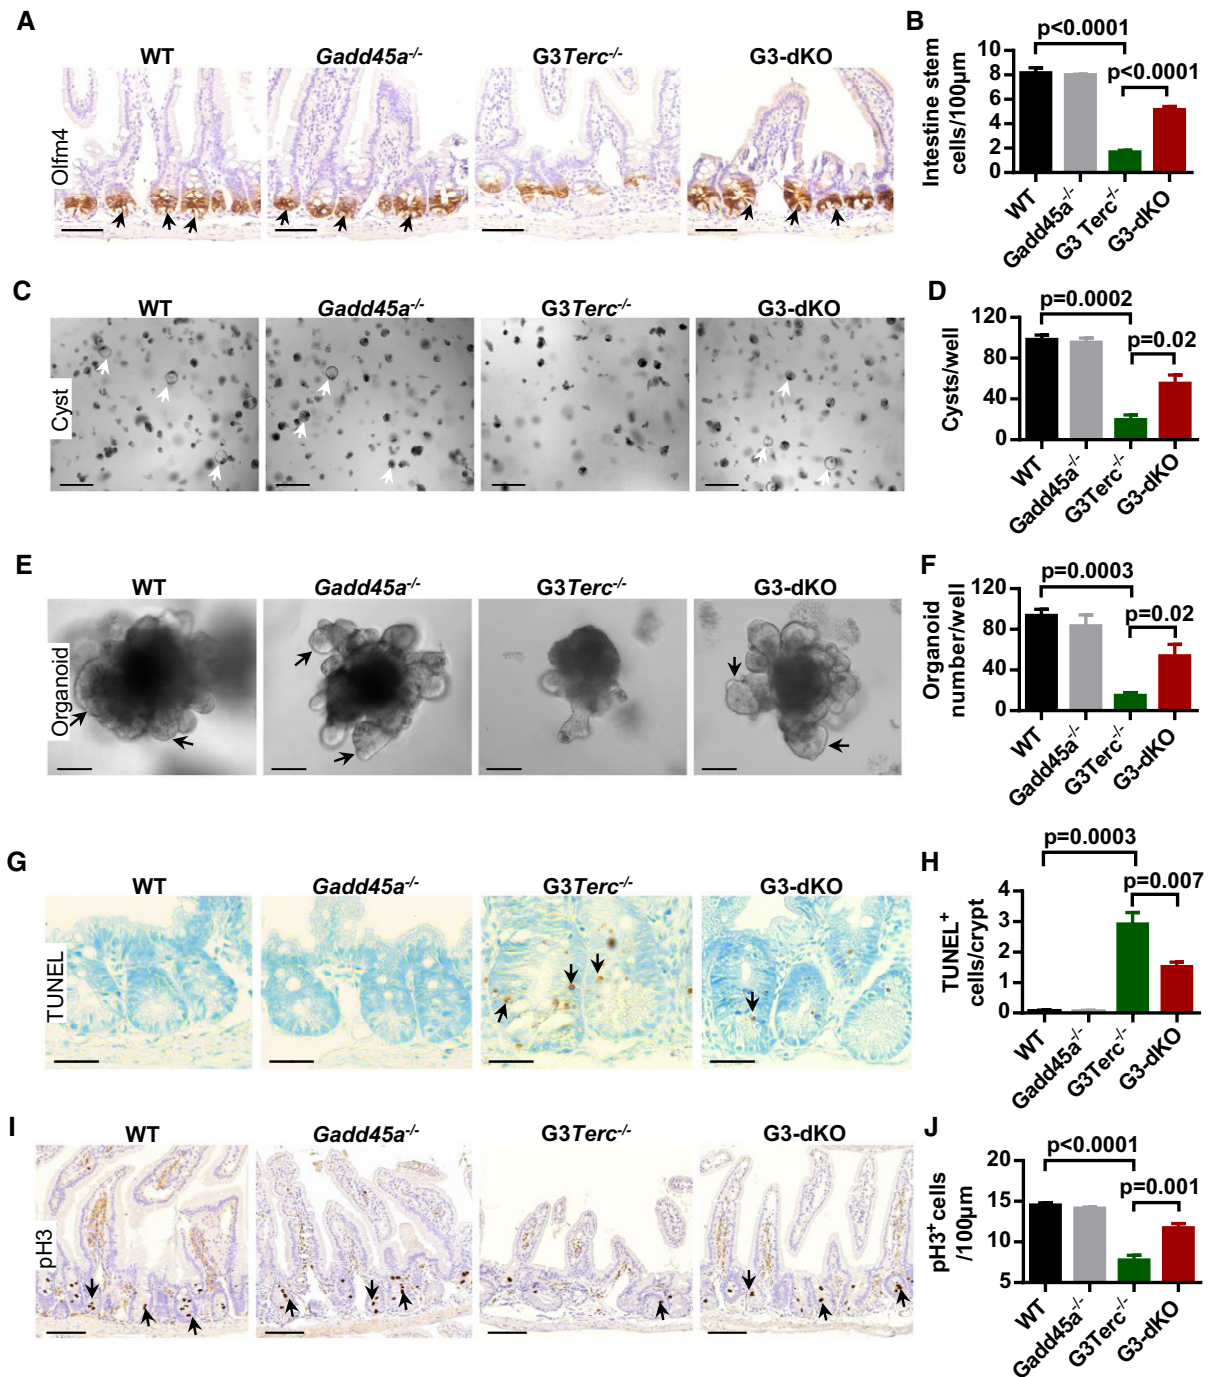 A
WT
Gadd45a-/-
G3Terc-/-
G3-dKO
Olfm4
B
p<0.0001
p<0.0001
Intestine stem
cells/100µm
10
8
6
4
2
0
WT
Gadd45a-/-
G3 Terc-/-
G3-dKO
C
WT
Gadd45a-/-
G3Terc-/-
G3-dKO
Cyst
D
p=0.0002
p=0.02
Cysts/well
120
80
40
0
WT
Gadd45a-/-
G3Terc-/-
G3-dKO
E
WT
Gadd45a-/-
G3Terc-/-
G3-dKO
Organoid
F
p=0.0003
p=0.02
Organoid
number/well
120
80
40
0
WT
Gadd45a-/-
G3Terc-/-
G3-dKO
G
WT
Gadd45a-/-
G3Terc-/-
G3-dKO
TUNEL
H
p=0.0003
p=0.007
TUNEL+
cells/crypt
4
3
2
1
0
WT
Gadd45a-/-
G3Terc-/-
G3-dKO
I
WT
Gadd45a-/-
G3Terc-/-
G3-dKO
pH3
J
p<0.0001
p=0.001
pH3+cells
/100µm
20
15
10
5
WT
Gadd45a-/-
G3Terc-/-
G3-dKO